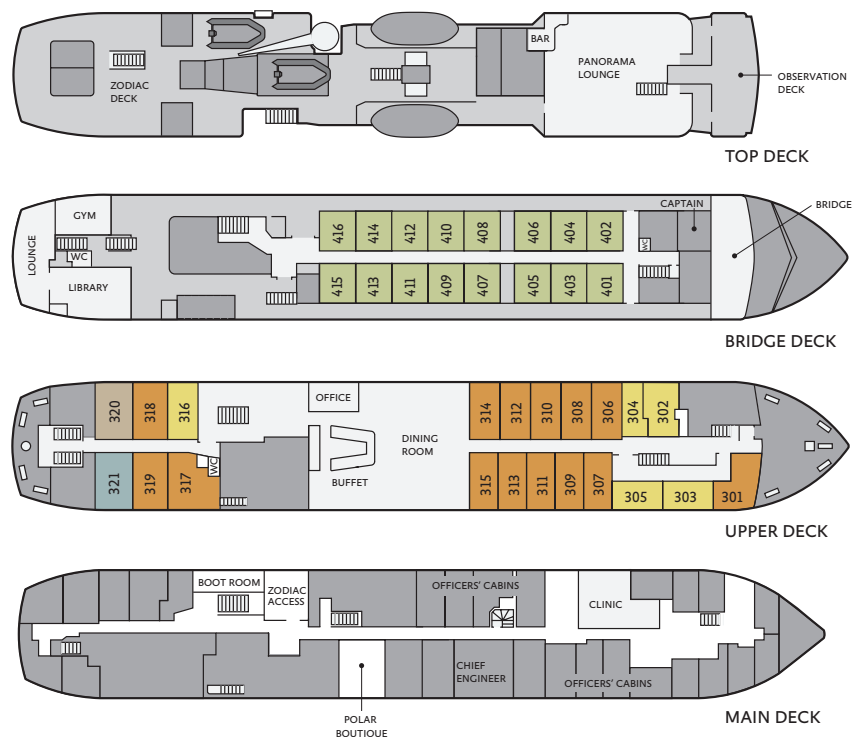 BAR
PANORAMA
LOUNGE
ZODIAC
DECK
OBSERVATION
DECK
TOP DECK
CAPTAIN
BRIDGE
GYM
LOUNGE
WC
LIBRARY
416
414
412
410
408
406
404
402
WC
415
413
411
409
407
405
403
401
BRIDGE DECK
320
318
316
OFFICE
314
312
310
308
306
304
302
DINING
ROOM
321
319
317
WC
BUFFET
315
313
311
309
307
305
303
301
UPPER DECK
BOOT ROOM
ZODIAC
ACCESS
OFFICERS' CABINS
CLINIC
CHIEF
ENGINEER
OFFICERS' CABINS
POLAR
BOUTIQUE
MAIN DECK